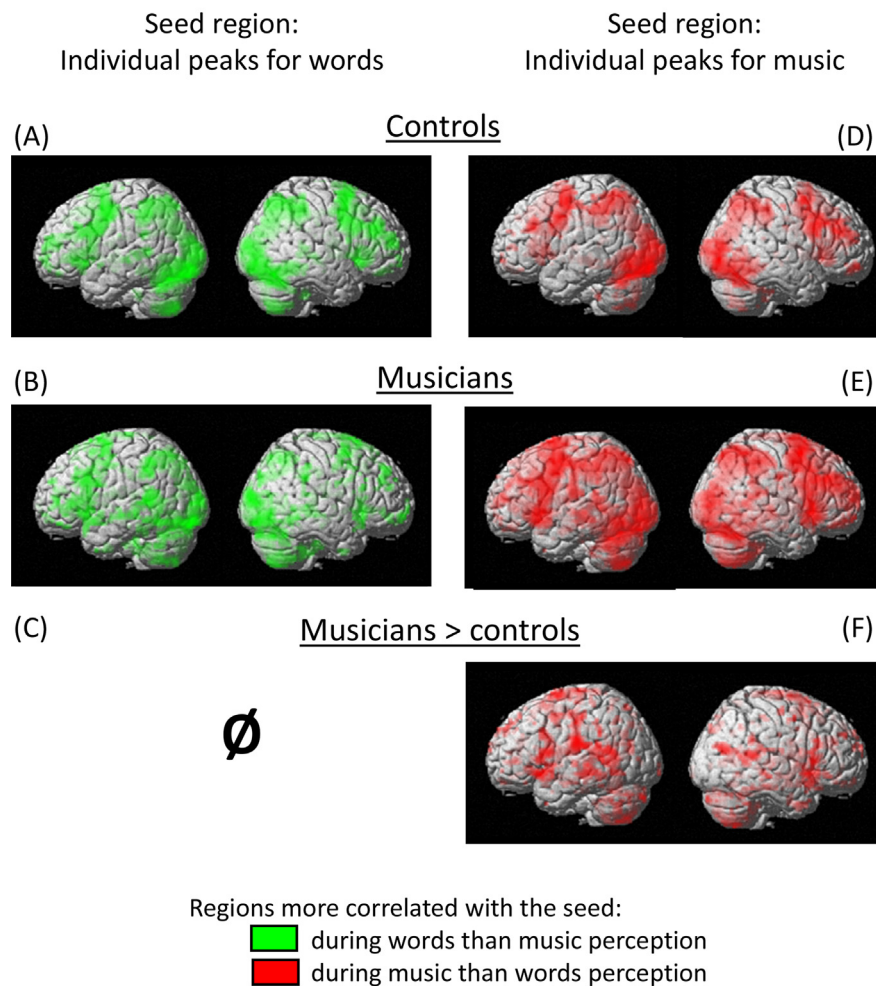 Seed region:
Individual peaks for words
Seed region:
Individual peaks for music
Controls
(A)
(D)
Musicians
(B)
(E)
(C)
Musicians > controls
(F)
Ø
Regions more correlated with the seed:
during words than music perception
during music than words perception